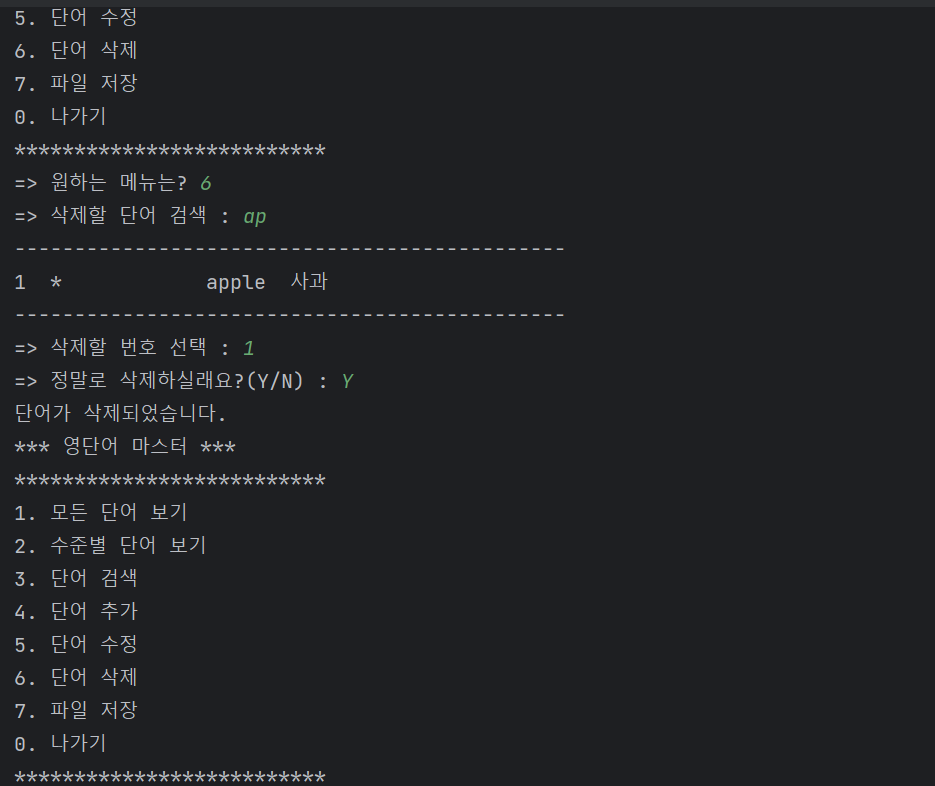 5. 단어 수정
6. 단어 삭제
7. 파일 저장
0. 나가기
**************************
=> 원하는 메뉴는? 6
=> 삭제할 단어 검색 : ap
----------------------------------------------
1  *            apple  사과
----------------------------------------------
=> 삭제할 번호 선택 : 1
=> 정말로 삭제하실래요?(Y/N) : Y
단어가 삭제되었습니다.
*** 영단어 마스터 ***
**************************
1. 모든 단어 보기
2. 수준별 단어 보기
3. 단어 검색
4. 단어 추가
5. 단어 수정
6. 단어 삭제
7. 파일 저장
0. 나가기
**************************